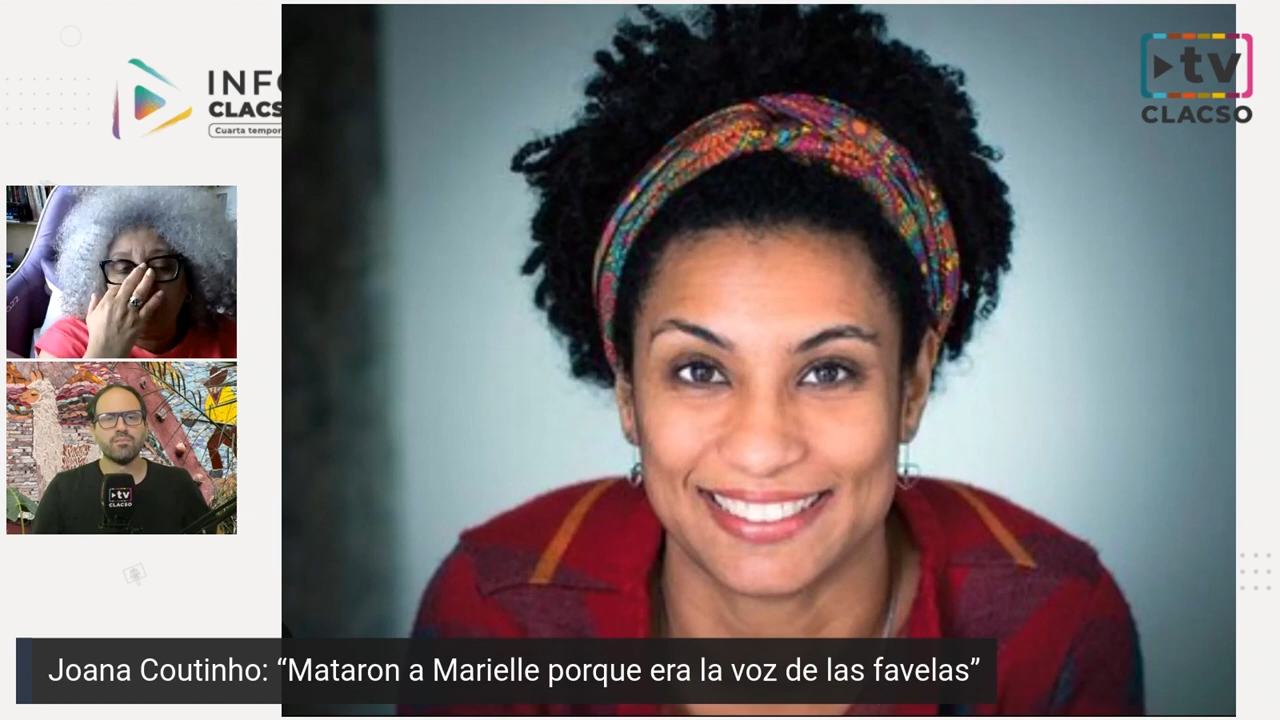 INFO
CLACS
Cuarta tempor
tv
CLACSO
tv
CLACSO
Joana Coutinho: “Mataron a Marielle porque era la voz de las favelas”